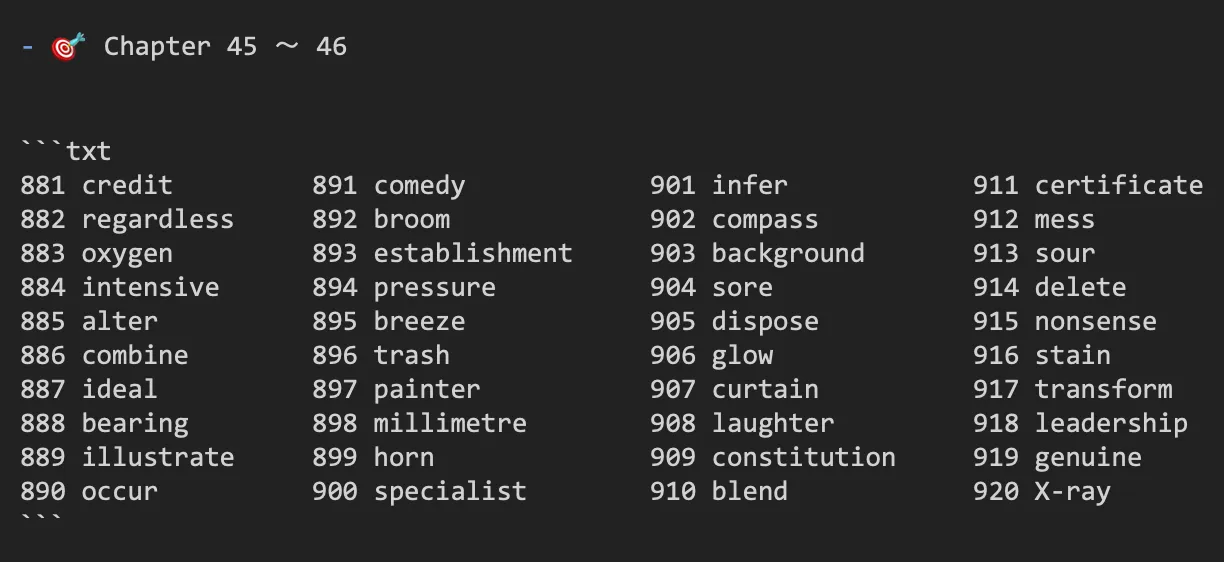 - 🎯 Chapter 45 ～ 46
```txt
881 credit 891 comedy 901 infer 911 certificate
882 regardless 892 broom 902 compass 912 mess
883 oxygen 893 establishment 903 background 913 sour
884 intensive 894 pressure 904 sore 914 delete
885 alter 895 breeze 905 dispose 915 nonsense
886 combine 896 trash 906 glow 916 stain
887 ideal 897 painter 907 curtain 917 transform
888 bearing 898 millimetre 908 laughter 918 leadership
889 illustrate 899 horn 909 constitution 919 genuine
890 occur 900 specialist 910 blend 920 X-ray
```